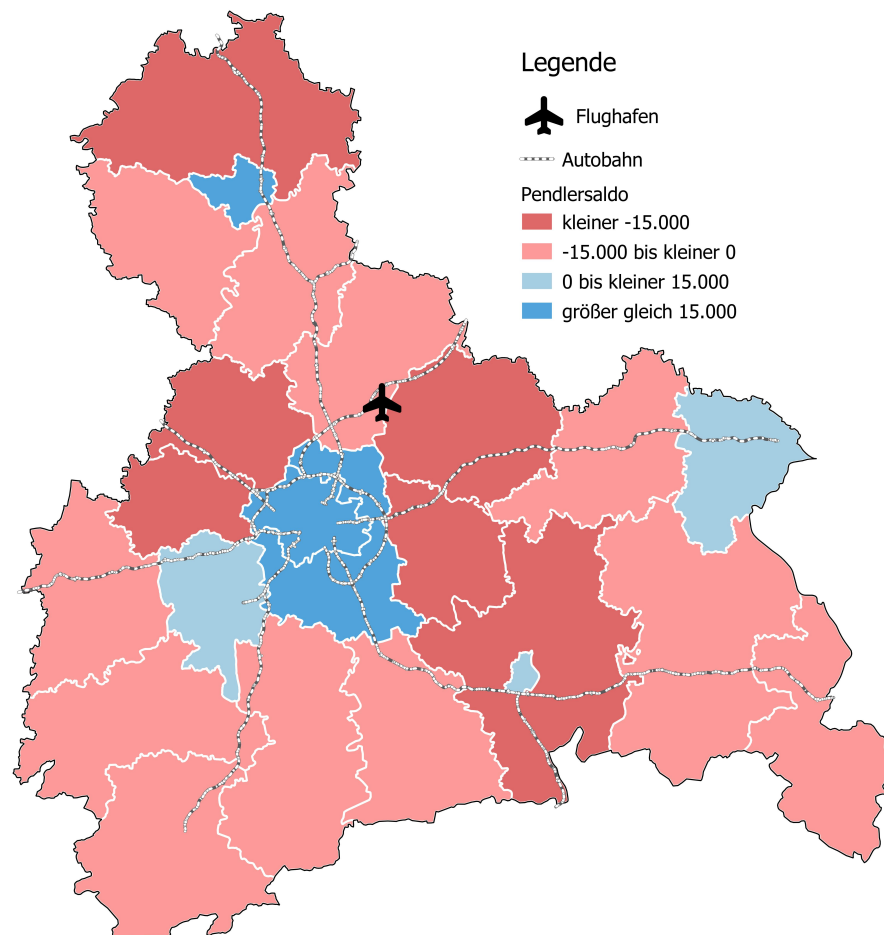 Legende
Flughafen
Autobahn
Pendlersaldo
kleiner -15.000
-15.000 bis kleiner 0
0 bis kleiner 15.000
größer gleich 15.000